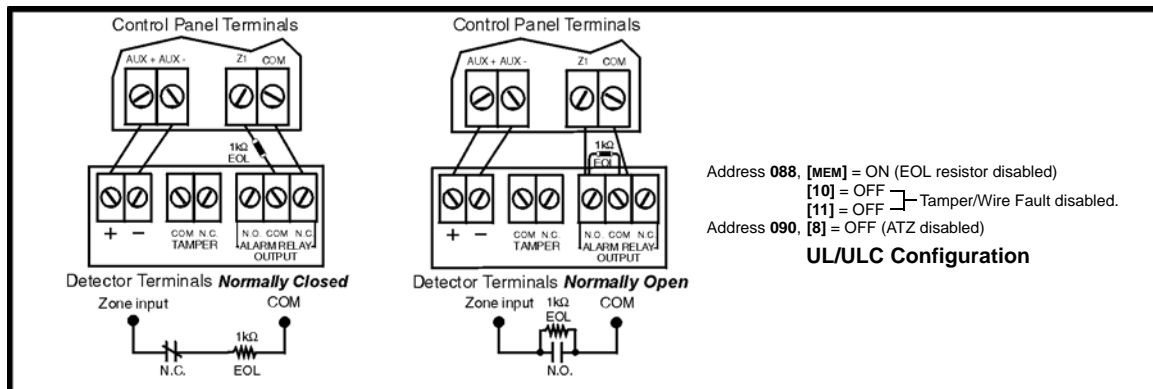 Control Panel Terminals
AUX + AUX - Z1 COM
1kΩ
EOL
+ − COM N.C. N.O. COM N.C.
TAMPER ALARM RELAY
OUTPUT
Detector Terminals Normally Closed
Zone input COM
1kΩ
N.C. EOL
Control Panel Terminals
AUX + AUX - Z1 COM
1kΩ
EOL
+ − COM N.C. N.O. COM N.C.
TAMPER ALARM RELAY
OUTPUT
Detector Terminals Normally Open
Zone input 1kΩ COM
EOL
N.O.
Address 088, [MEM] = ON (EOL resistor disabled)
[10] = OFF
Tamper/Wire Fault disabled.
[11] = OFF
Address 090, [8] = OFF (ATZ disabled)
UL/ULC Configuration